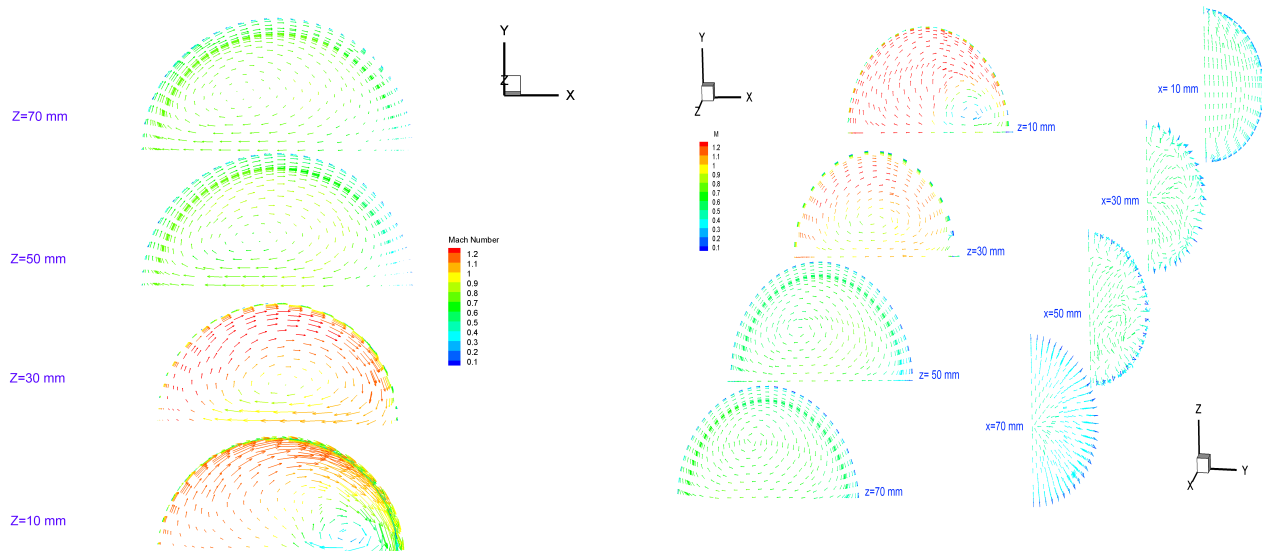 Z=70 mm
Z=50 mm
Z=30 mm
Z=10 mm
Y
Z
X
Mach Number
1.2
1.1
1
0.9
0.8
0.7
0.6
0.5
0.4
0.3
0.2
0.1
Y
X
Z
M
1.2
1.1
1
0.9
0.8
0.7
0.6
0.5
0.4
0.3
0.2
0.1
z=10 mm
z=30 mm
z= 50 mm
z=70 mm
x= 10 mm
x=30 mm
x=50 mm
x=70 mm
Z
Y
X